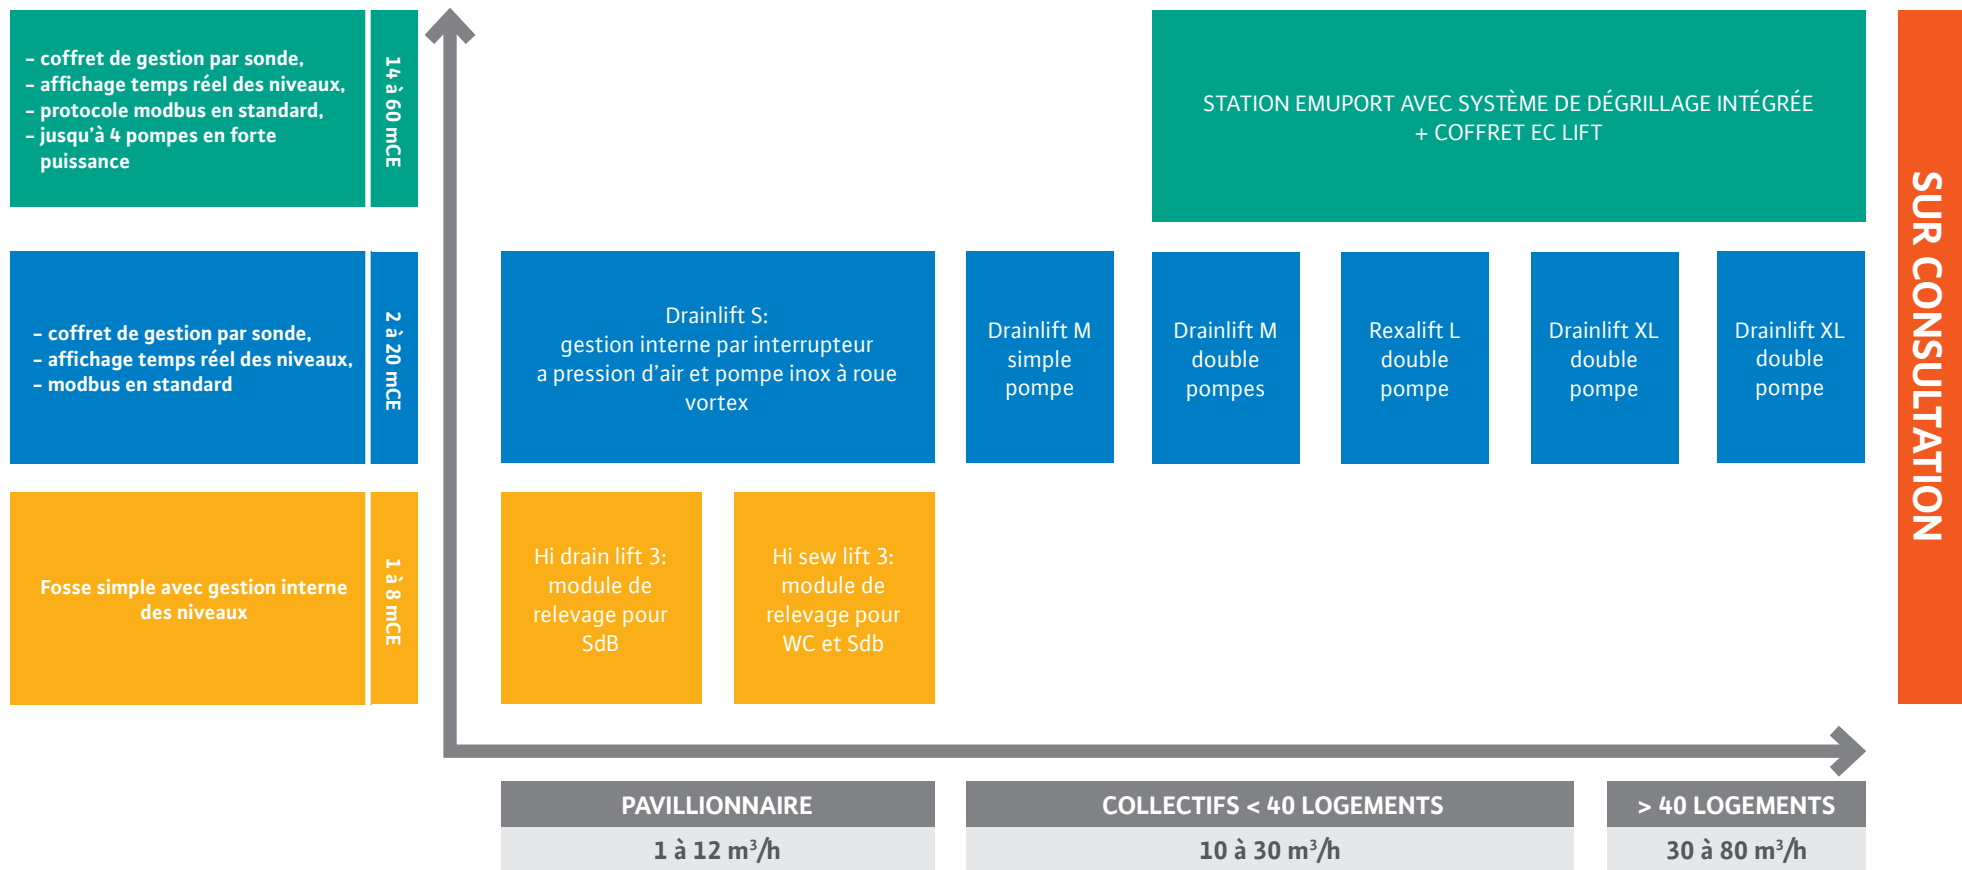 – coffret de gestion par sonde,
– affichage temps réel des niveaux,
– protocole modbus en standard,
– jusqu'à 4 pompes en forte
puissance
14 à 60 mCE
STATION EMUPORT AVEC SYSTÈME DE DÉGRILLAGE INTÉGRÉE
+ COFFRET EC LIFT
– coffret de gestion par sonde,
– affichage temps réel des niveaux,
– modbus en standard
2 à 20 mCE
Drainlift S:
gestion interne par interrupteur
a pression d'air et pompe inox à roue
vortex
Drainlift M
simple
pompe
Drainlift M
double
pompes
Rexalift L
double
pompe
Drainlift XL
double
pompe
Drainlift XL
double
pompe
Fosse simple avec gestion interne
des niveaux
1 à 8 mCE
Hi drain lift 3:
module de
relevage pour
SdB
Hi sew lift 3:
module de
relevage pour
WC et Sdb
SUR CONSULTATION
PAVILLIONNAIRE
1 à 12 m³/h
COLLECTIFS < 40 LOGEMENTS
10 à 30 m³/h
> 40 LOGEMENTS
30 à 80 m³/h